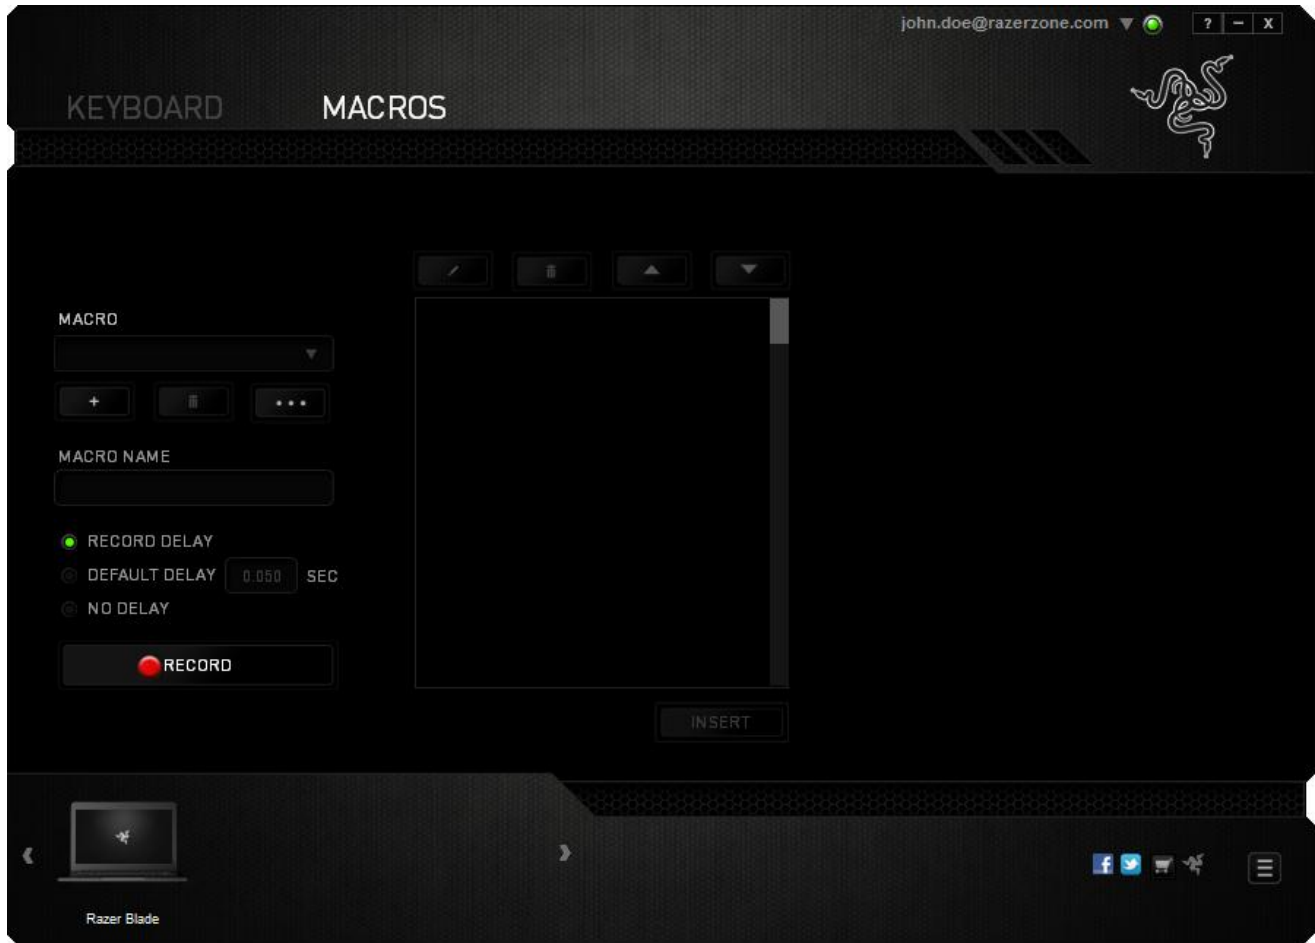 john.doe@razerzone.com ? − X
KEYBOARD MACROS
MACRO
+ •••
MACRO NAME
RECORD DELAY
DEFAULT DELAY 0.050 SEC
NO DELAY
RECORD
INSERT
Razer Blade